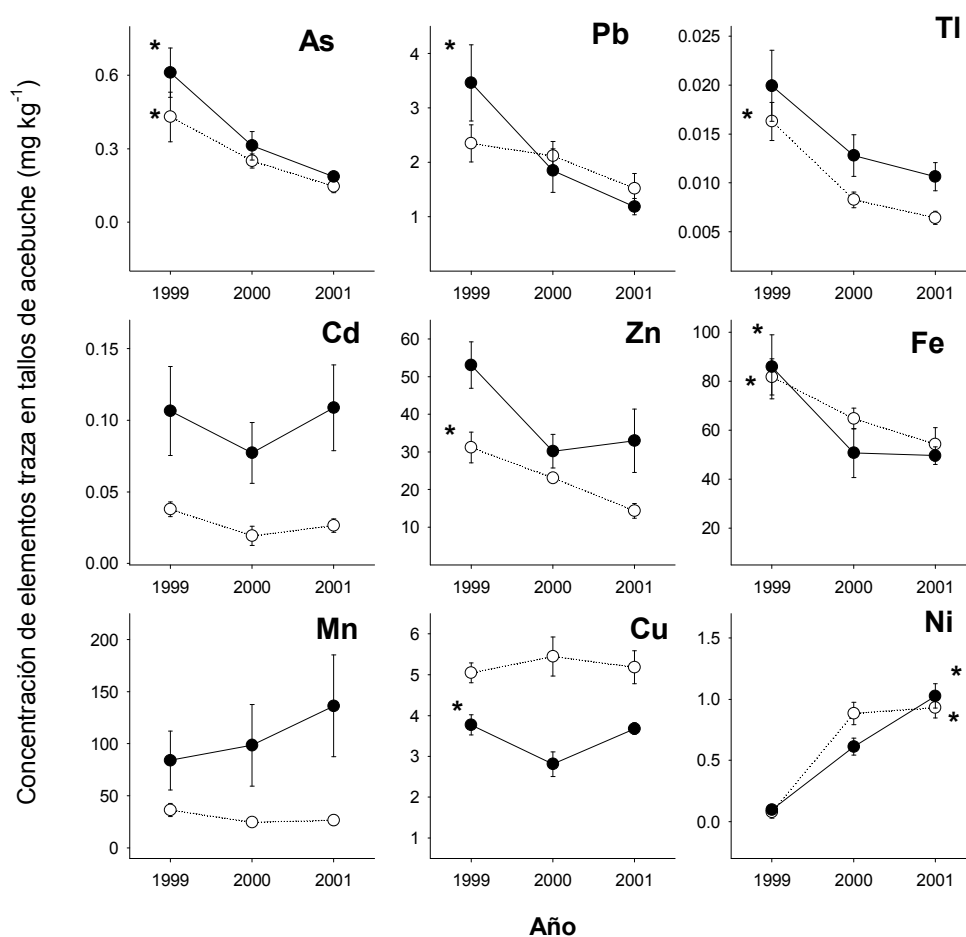 Concentración de elementos traza en tallos de acebuche (mg kg-1)
As
*
*
0.6
0.3
0.0
1999 2000 2001
Pb
*
4
3
2
1
1999 2000 2001
Tl
*
0.025
0.020
0.015
0.010
0.005
1999 2000 2001
Cd
0.15
0.10
0.05
0.00
1999 2000 2001
Zn
*
60
50
40
30
20
10
1999 2000 2001
Fe
*
*
100
80
60
40
20
1999 2000 2001
Mn
200
150
100
50
0
1999 2000 2001
Cu
*
6
5
4
3
2
1
1999 2000 2001
Ni
*
*
1.5
1.0
0.5
0.0
1999 2000 2001
Año